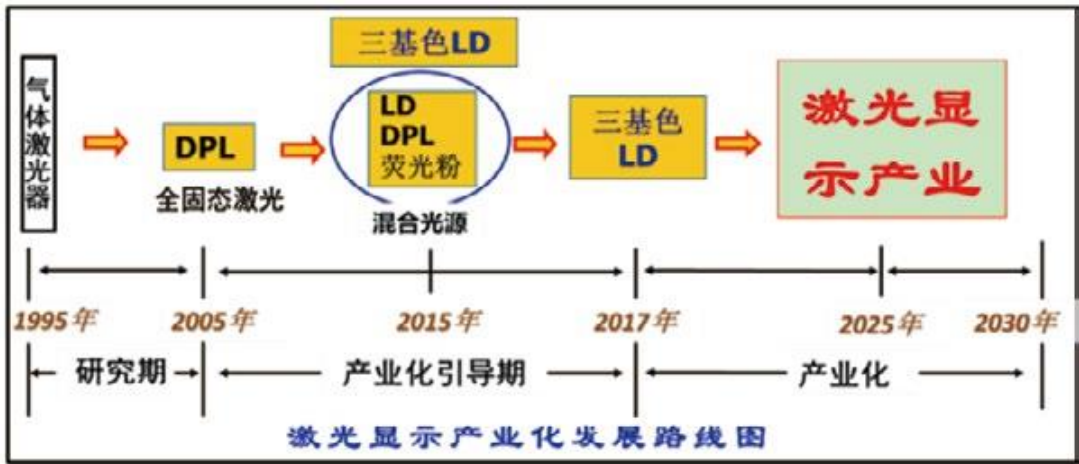 三基色LD
气体激光器
DPL
LD
DPL
荧光粉
三基色
LD
激光显
示产业
全固态激光
混合光源
1995年
2005年
2015年
2017年
2025年
2030年
研究期
产业化引导期
产业化
激光显示产业化发展路线图